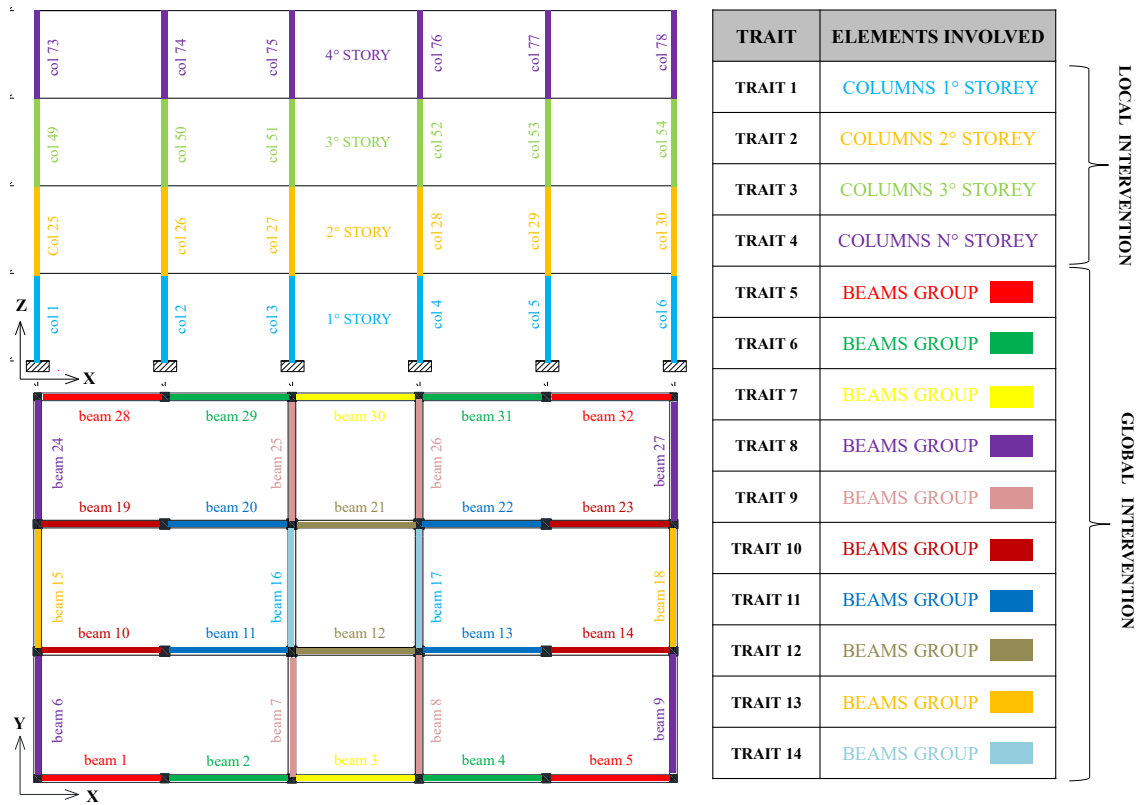 col 73
col 74
col 75
4° STORY
col 76
col 77
col 78
col 49
col 50
col 51
3° STORY
col 52
col 53
col 54
Col 25
col 26
col 27
2° STORY
col 28
col 29
col 30
Z
col 1
col 2
col 3
1° STORY
col 4
col 5
col 6
X
beam 28
beam 29
beam 30
beam 31
beam 32
beam 24
beam 25
beam 26
beam 27
beam 19
beam 20
beam 21
beam 22
beam 23
beam 15
beam 16
beam 17
beam 18
beam 10
beam 11
beam 12
beam 13
beam 14
beam 6
beam 7
beam 8
beam 9
Y
beam 1
beam 2
beam 3
beam 4
beam 5
X
TRAIT ELEMENTS INVOLVED
TRAIT 1 COLUMNS 1° STOREY
TRAIT 2 COLUMNS 2° STOREY
TRAIT 3 COLUMNS 3° STOREY
TRAIT 4 COLUMNS N° STOREY
TRAIT 5 BEAMS GROUP
TRAIT 6 BEAMS GROUP
TRAIT 7 BEAMS GROUP
TRAIT 8 BEAMS GROUP
TRAIT 9 BEAMS GROUP
TRAIT 10 BEAMS GROUP
TRAIT 11 BEAMS GROUP
TRAIT 12 BEAMS GROUP
TRAIT 13 BEAMS GROUP
TRAIT 14 BEAMS GROUP
LOCAL INTERVENTION
GLOBAL INTERVENTION